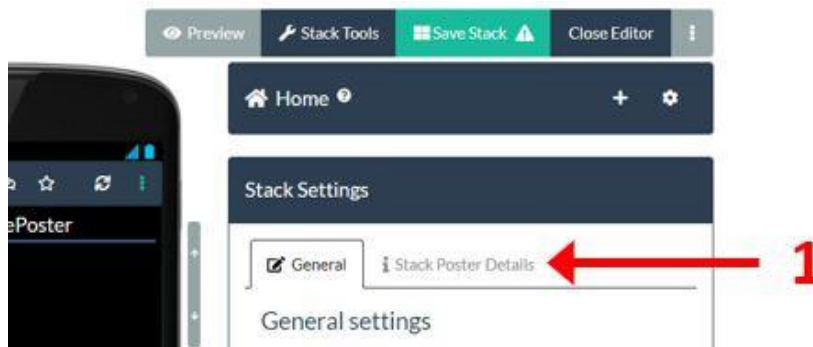 Preview Stack Tools Save Stack Close Editor
Home
Stack Settings
ePoster
General Stack Poster Details
1
General settings